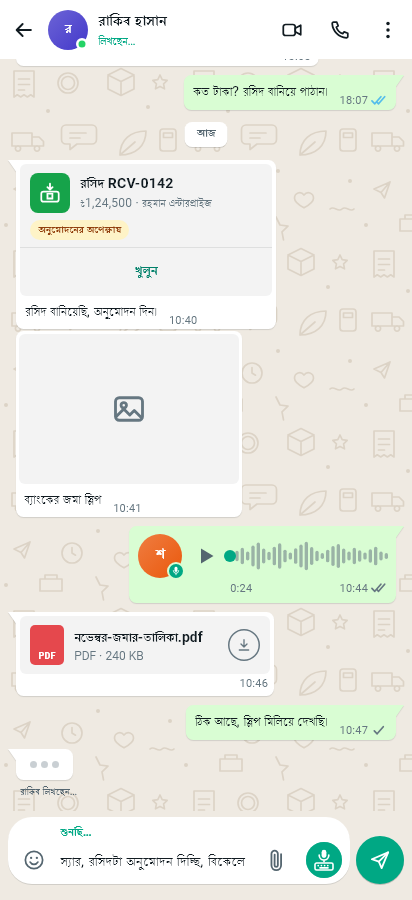 র
রাকিব হাসান
লিখছেন…
কত টাকা? রসিদ বানিয়ে পাঠান।
18:07
আজ
রসিদ RCV-0142
৳1,24,500 · রহমান এন্টারপ্রাইজ
অনুমোদনের অপেক্ষায়
খুলুন
রসিদ বানিয়েছি, অনুমোদন দিন।
10:40
ব্যাংকের জমা স্লিপ
10:41
শ
0:24
10:44
নভেম্বর-জমার-তালিকা.pdf
PDF
PDF · 240 KB
10:46
ঠিক আছে, স্লিপ মিলিয়ে দেখছি।
10:47
রাকিব লিখছেন…
শুনছি…
স্যার, রসিদটা অনুমোদন দিচ্ছি, বিকেলে